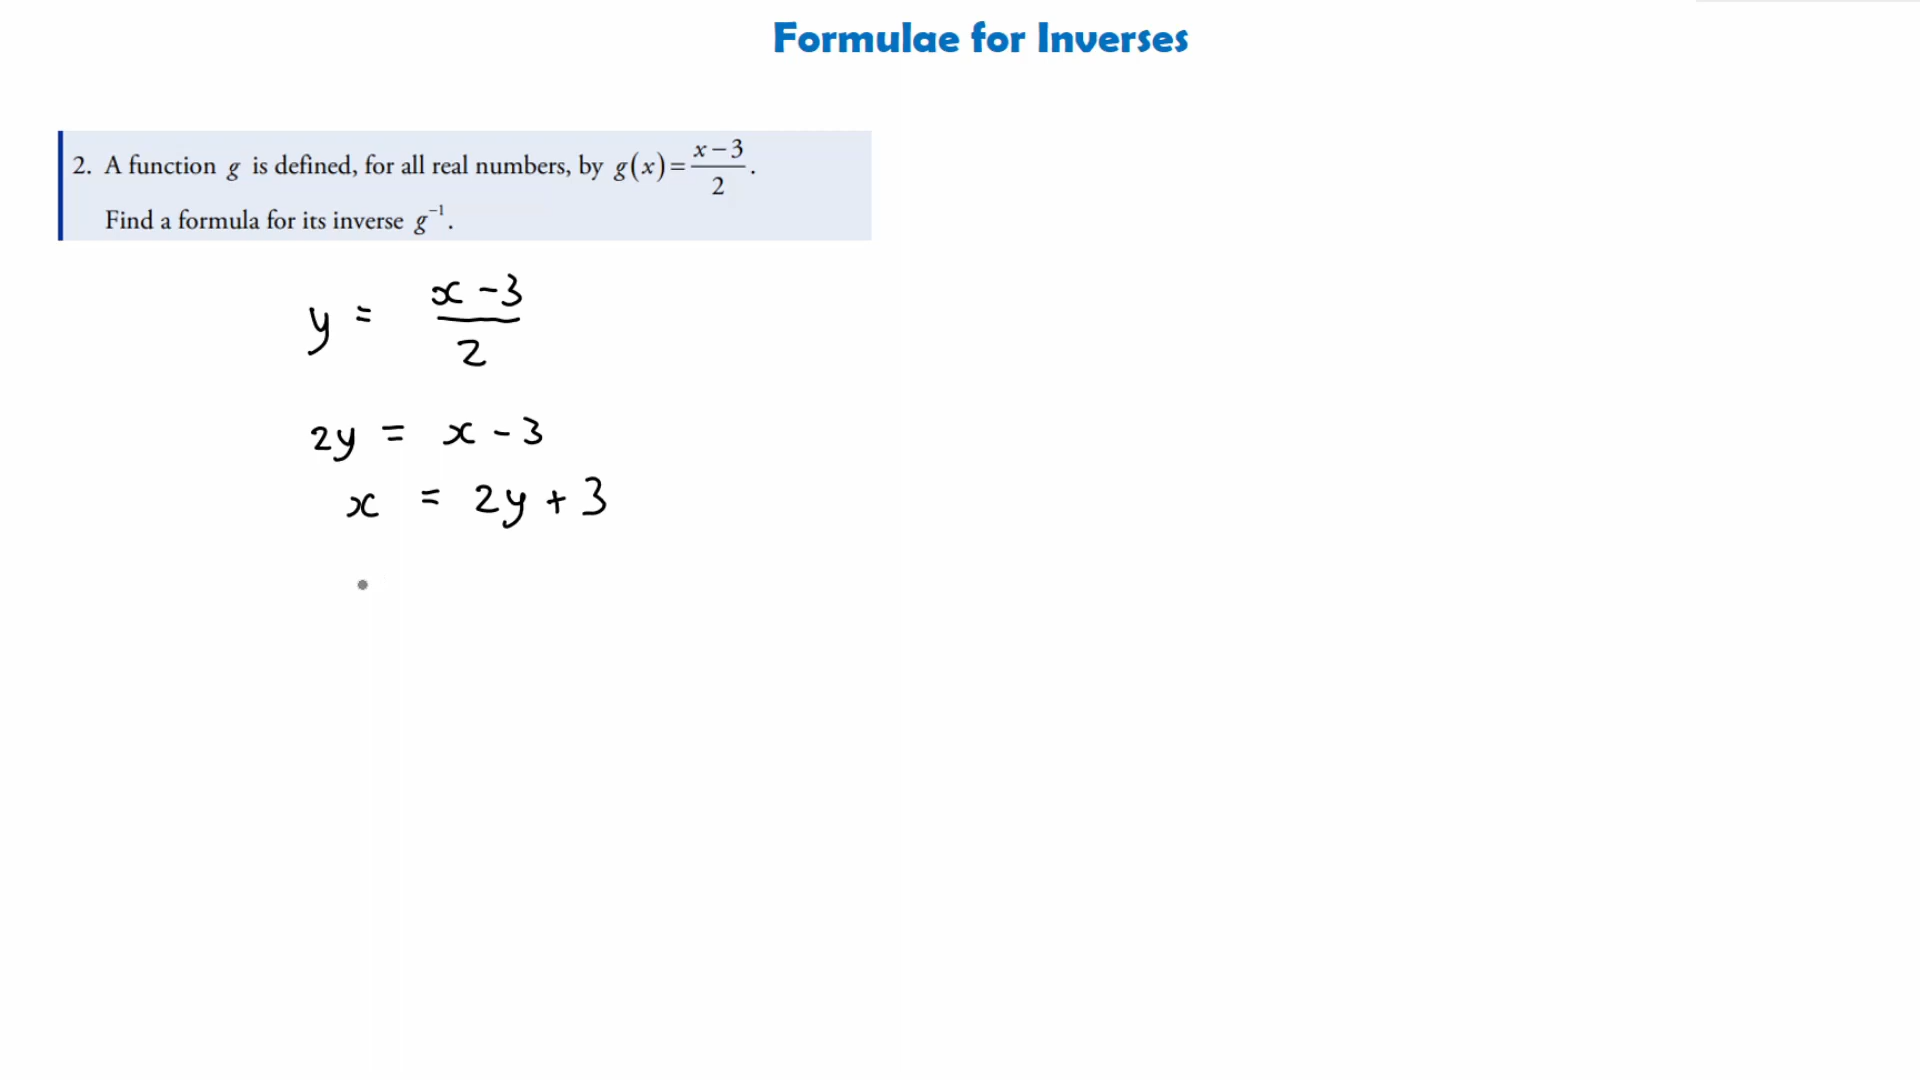 Formulae for Inverses
2. A function g is defined, for all real numbers, by g(x) = (x − 3)/2.
Find a formula for its inverse g⁻¹.
y = (x − 3)/2
2y = x − 3
x = 2y + 3